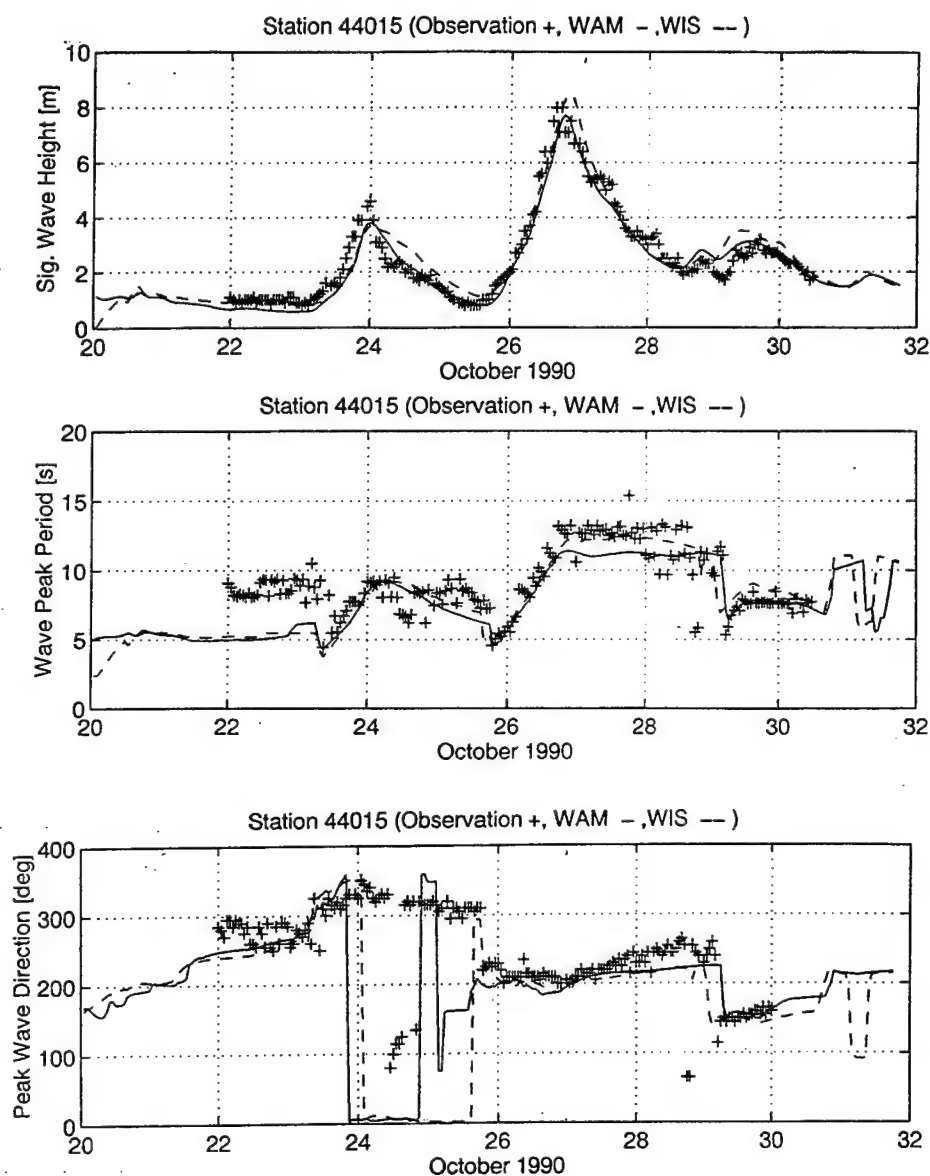 Station 44015 (Observation +, WAM – ,WIS –– )
Sig. Wave Height [m]
10
8
6
4
2
0
20 22 24 26 28 30 32
October 1990
Station 44015 (Observation +, WAM – ,WIS –– )
Wave Peak Period [s]
20
15
10
5
0
20 22 24 26 28 30 32
October 1990
Station 44015 (Observation +, WAM – ,WIS –– )
Peak Wave Direction [deg]
400
300
200
100
0
20 22 24 26 28 30 32
October 1990